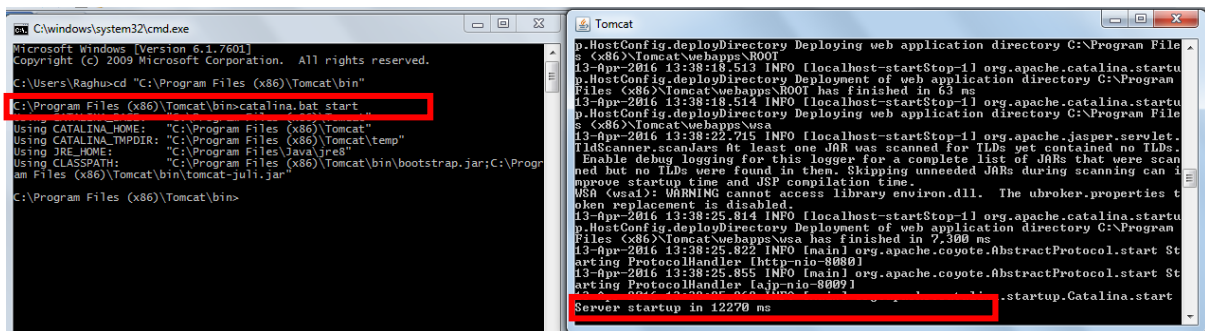 C:\windows\system32\cmd.exe
Microsoft Windows [Version 6.1.7601]
Copyright (c) 2009 Microsoft Corporation. All rights reserved.
C:\Users\Raghu>cd "C:\Program Files (x86)\Tomcat\bin"
C:\Program Files (x86)\Tomcat\bin>catalina.bat start
Using CATALINA_HOME: "C:\Program Files (x86)\Tomcat"
Using CATALINA_TMPDIR: "C:\Program Files (x86)\Tomcat\temp"
Using JRE_HOME: "C:\Program Files\Java\jre8"
Using CLASSPATH: "C:\Program Files (x86)\Tomcat\bin\bootstrap.jar;C:\Progr
am Files (x86)\Tomcat\bin\tomcat-juli.jar"
C:\Program Files (x86)\Tomcat\bin>
Tomcat
p.HostConfig.deployDirectory Deploying web application directory C:\Program File
s (x86)\Tomcat\webapps\ROOT
13-Apr-2016 13:38:18.513 INFO [localhost-startStop-1] org.apache.catalina.startu
p.HostConfig.deployDirectory Deployment of web application directory C:\Program
Files (x86)\Tomcat\webapps\ROOT has finished in 63 ms
13-Apr-2016 13:38:18.514 INFO [localhost-startStop-1] org.apache.catalina.startu
p.HostConfig.deployDirectory Deploying web application directory C:\Program File
s (x86)\Tomcat\webapps\wsa
13-Apr-2016 13:38:22.715 INFO [localhost-startStop-1] org.apache.jasper.servlet.
TldScanner.scanJars At least one JAR was scanned for TLDs yet contained no TLDs.
Enable debug logging for this logger for a complete list of JARs that were scan
ned but no TLDs were found in them. Skipping unneeded JARs during scanning can i
mprove startup time and JSP compilation time.
WSA (wsa1): WARNING cannot access library environ.dll. The ubroker.properties t
oken replacement is disabled.
13-Apr-2016 13:38:25.814 INFO [localhost-startStop-1] org.apache.catalina.startu
p.HostConfig.deployDirectory Deployment of web application directory C:\Program
Files (x86)\Tomcat\webapps\wsa has finished in 7,300 ms
13-Apr-2016 13:38:25.822 INFO [main] org.apache.coyote.AbstractProtocol.start St
arting ProtocolHandler [http-nio-8080]
13-Apr-2016 13:38:25.855 INFO [main] org.apache.coyote.AbstractProtocol.start St
arting ProtocolHandler [ajp-nio-8009]
.startup.Catalina.start
Server startup in 12270 ms